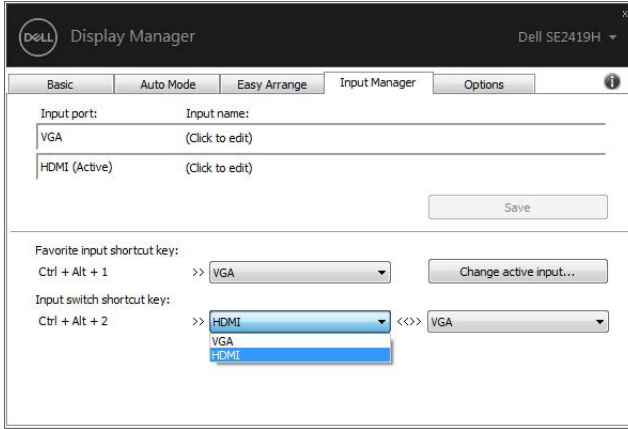 x
DELL Display Manager Dell SE2419H
Basic Auto Mode Easy Arrange Input Manager Options i
Input port: Input name:
VGA (Click to edit)
HDMI (Active) (Click to edit)
Save
Favorite input shortcut key:
Ctrl + Alt + 1 >> VGA Change active input...
Input switch shortcut key:
Ctrl + Alt + 2 >> HDMI <<>> VGA
VGA
HDMI